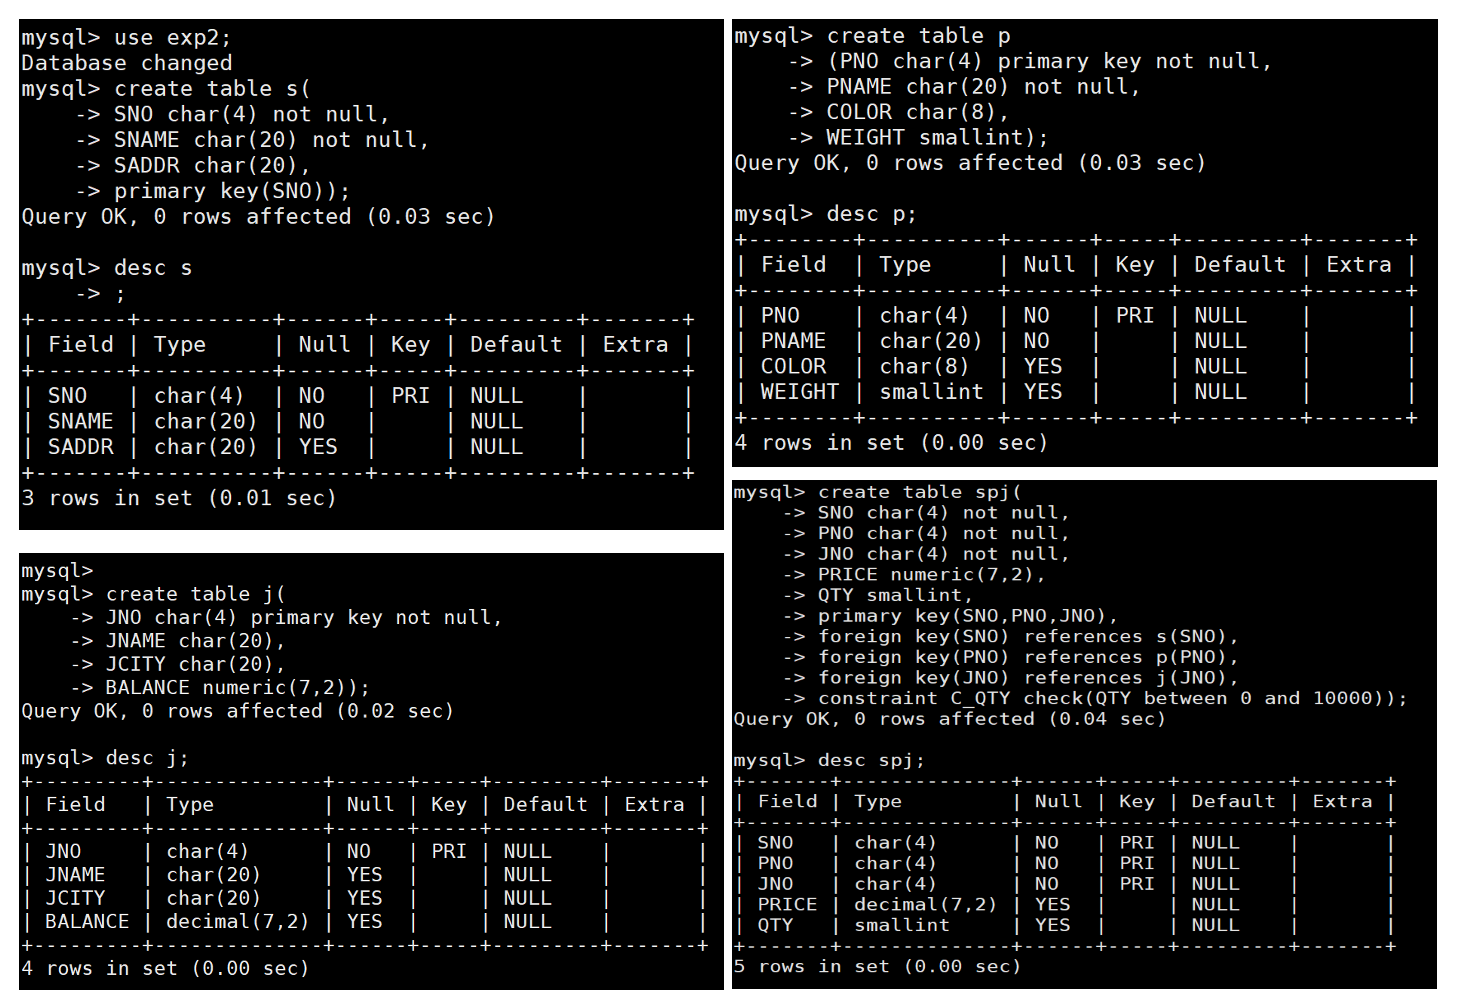 mysql> use exp2;
Database changed
mysql> create table s(
    -> SNO char(4) not null,
    -> SNAME char(20) not null,
    -> SADDR char(20),
    -> primary key(SNO));
Query OK, 0 rows affected (0.03 sec)

mysql> desc s
    -> ;
+-------+----------+------+-----+---------+-------+
| Field | Type     | Null | Key | Default | Extra |
+-------+----------+------+-----+---------+-------+
| SNO   | char(4)  | NO   | PRI | NULL    |       |
| SNAME | char(20) | NO   |     | NULL    |       |
| SADDR | char(20) | YES  |     | NULL    |       |
+-------+----------+------+-----+---------+-------+
3 rows in set (0.01 sec)

mysql> create table p
    -> (PNO char(4) primary key not null,
    -> PNAME char(20) not null,
    -> COLOR char(8),
    -> WEIGHT smallint);
Query OK, 0 rows affected (0.03 sec)

mysql> desc p;
+--------+----------+------+-----+---------+-------+
| Field  | Type     | Null | Key | Default | Extra |
+--------+----------+------+-----+---------+-------+
| PNO    | char(4)  | NO   | PRI | NULL    |       |
| PNAME  | char(20) | NO   |     | NULL    |       |
| COLOR  | char(8)  | YES  |     | NULL    |       |
| WEIGHT | smallint | YES  |     | NULL    |       |
+--------+----------+------+-----+---------+-------+
4 rows in set (0.00 sec)

mysql>
mysql> create table j(
    -> JNO char(4) primary key not null,
    -> JNAME char(20),
    -> JCITY char(20),
    -> BALANCE numeric(7,2));
Query OK, 0 rows affected (0.02 sec)

mysql> desc j;
+---------+--------------+------+-----+---------+-------+
| Field   | Type         | Null | Key | Default | Extra |
+---------+--------------+------+-----+---------+-------+
| JNO     | char(4)      | NO   | PRI | NULL    |       |
| JNAME   | char(20)     | YES  |     | NULL    |       |
| JCITY   | char(20)     | YES  |     | NULL    |       |
| BALANCE | decimal(7,2) | YES  |     | NULL    |       |
+---------+--------------+------+-----+---------+-------+
4 rows in set (0.00 sec)

mysql> create table spj(
    -> SNO char(4) not null,
    -> PNO char(4) not null,
    -> JNO char(4) not null,
    -> PRICE numeric(7,2),
    -> QTY smallint,
    -> primary key(SNO,PNO,JNO),
    -> foreign key(SNO) references s(SNO),
    -> foreign key(PNO) references p(PNO),
    -> foreign key(JNO) references j(JNO),
    -> constraint C_QTY check(QTY between 0 and 10000));
Query OK, 0 rows affected (0.04 sec)

mysql> desc spj;
+-------+--------------+------+-----+---------+-------+
| Field | Type         | Null | Key | Default | Extra |
+-------+--------------+------+-----+---------+-------+
| SNO   | char(4)      | NO   | PRI | NULL    |       |
| PNO   | char(4)      | NO   | PRI | NULL    |       |
| JNO   | char(4)      | NO   | PRI | NULL    |       |
| PRICE | decimal(7,2) | YES  |     | NULL    |       |
| QTY   | smallint     | YES  |     | NULL    |       |
+-------+--------------+------+-----+---------+-------+
5 rows in set (0.00 sec)